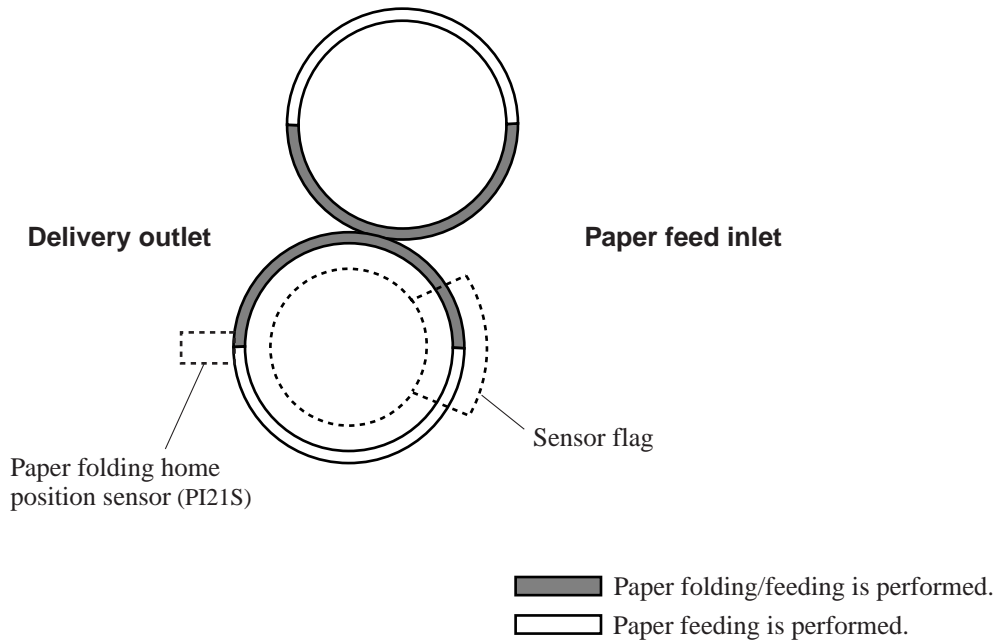 Delivery outlet
Paper feed inlet
Sensor flag
Paper folding home
position sensor (PI21S)
Paper folding/feeding is performed.
Paper feeding is performed.